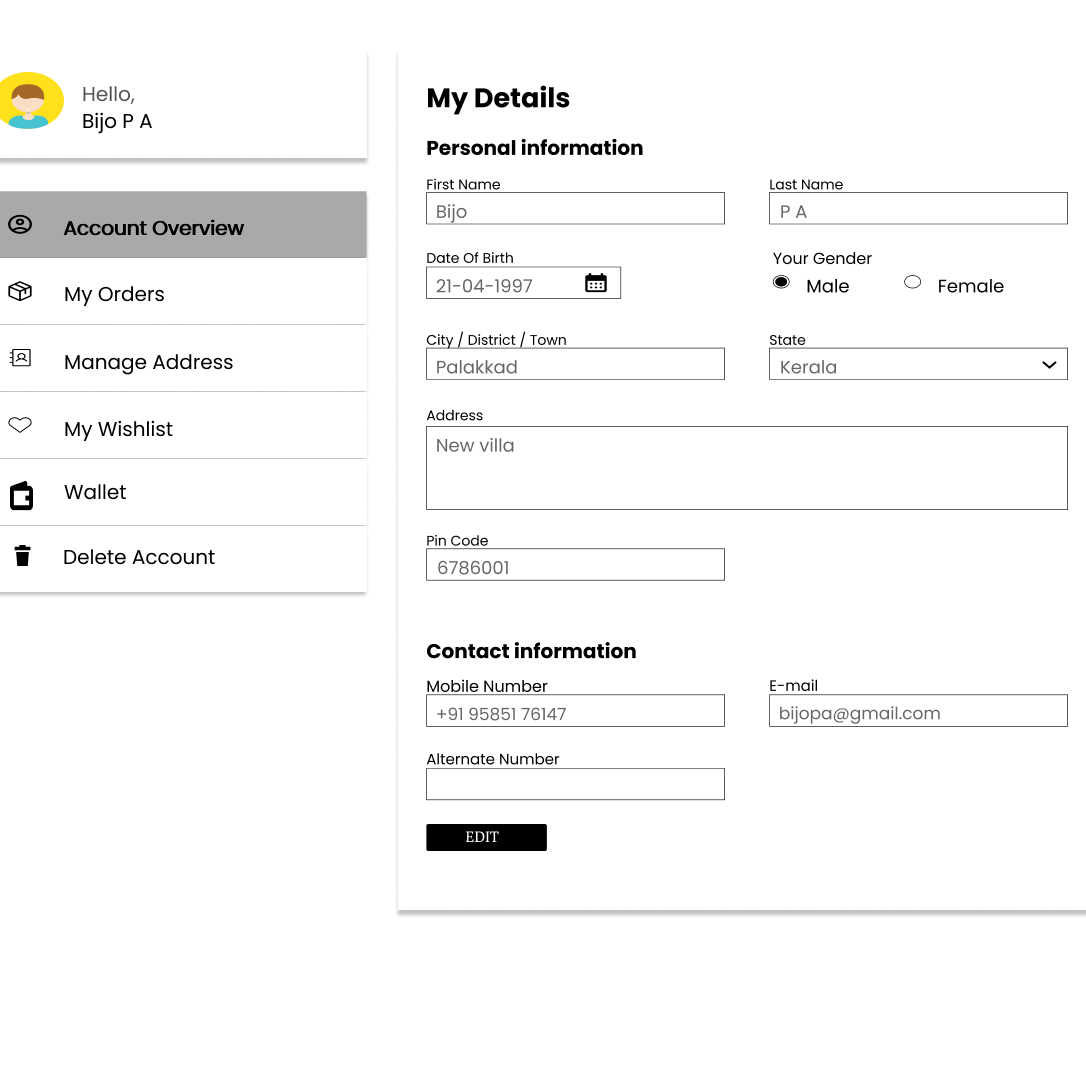 Hello,
Bijo P A
Account Overview
My Orders
Manage Address
My Wishlist
Wallet
Delete Account
My Details
Personal information
First Name
Bijo
Last Name
P A
Date Of Birth
21-04-1997
Your Gender
Male
Female
City / District / Town
Palakkad
State
Kerala
Address
New villa
Pin Code
6786001
Contact information
Mobile Number
+91 95851 76147
E-mail
bijopa@gmail.com
Alternate Number
EDIT